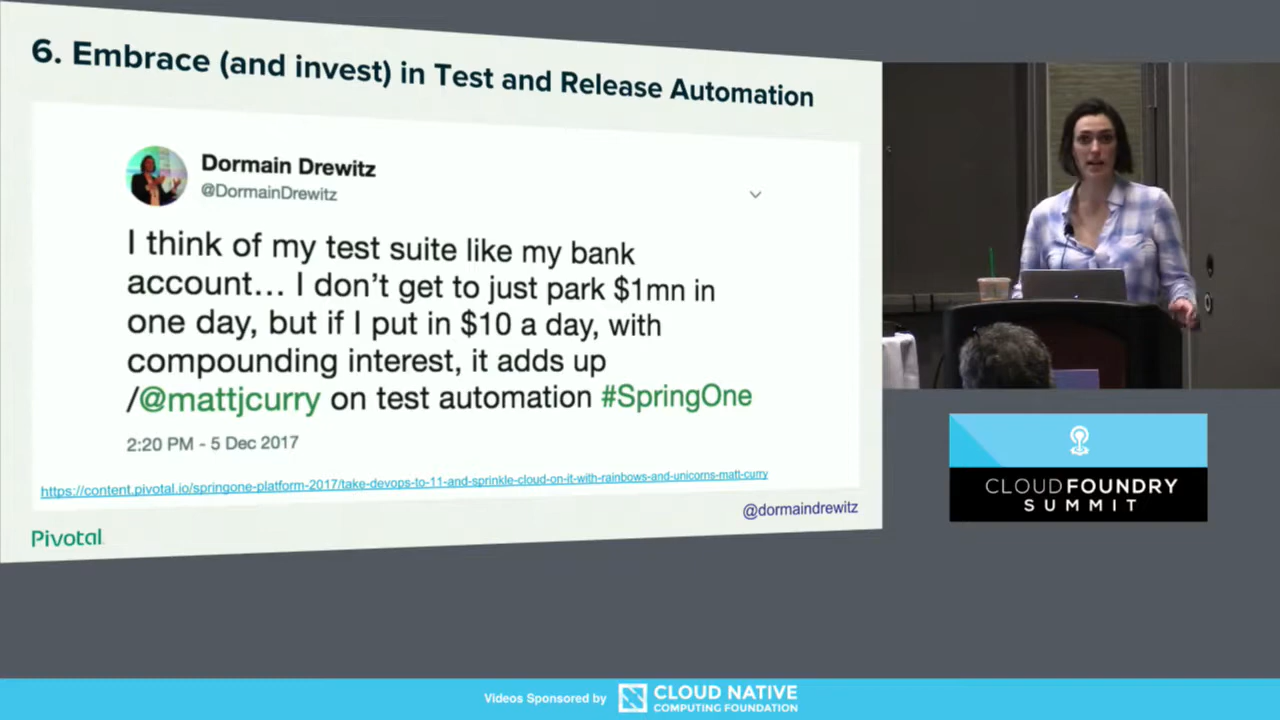 6. Embrace (and invest) in Test and Release Automation
Dormain Drewitz
@DormainDrewitz
I think of my test suite like my bank
account... I don't get to just park $1mn in
one day, but if I put in $10 a day, with
compounding interest, it adds up
/@mattjcurry on test automation #SpringOne
2:20 PM - 5 Dec 2017
https://content.pivotal.io/springone-platform-2017/take-devops-to-11-and-sprinkle-cloud-on-it-with-rainbows-and-unicorns-matt-curry
@dormaindrewitz
Pivotal
CLOUD FOUNDRY
SUMMIT
Videos Sponsored by
CLOUD NATIVE
COMPUTING FOUNDATION